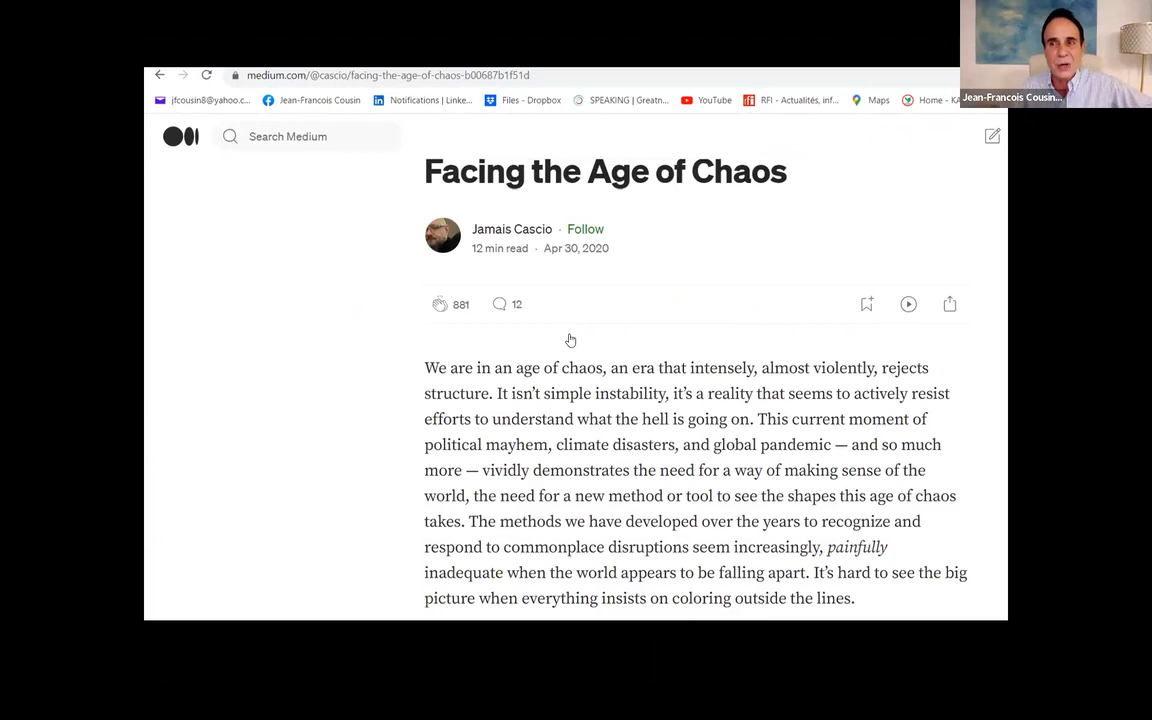 medium.com/@cascio/facing-the-age-of-chaos-b00687b1f51d
jfcousin8@yahoo.c... Jean-Francois Cousin Notifications | Linke... Files - Dropbox SPEAKING | Greatn... YouTube RFI - Actualités, inf... Maps Home - KA
Jean-Francois Cousin...
Search Medium
Facing the Age of Chaos
Jamais Cascio · Follow
12 min read · Apr 30, 2020
881 12
We are in an age of chaos, an era that intensely, almost violently, rejects
structure. It isn’t simple instability, it’s a reality that seems to actively resist
efforts to understand what the hell is going on. This current moment of
political mayhem, climate disasters, and global pandemic — and so much
more — vividly demonstrates the need for a way of making sense of the
world, the need for a new method or tool to see the shapes this age of chaos
takes. The methods we have developed over the years to recognize and
respond to commonplace disruptions seem increasingly, painfully
inadequate when the world appears to be falling apart. It’s hard to see the big
picture when everything insists on coloring outside the lines.